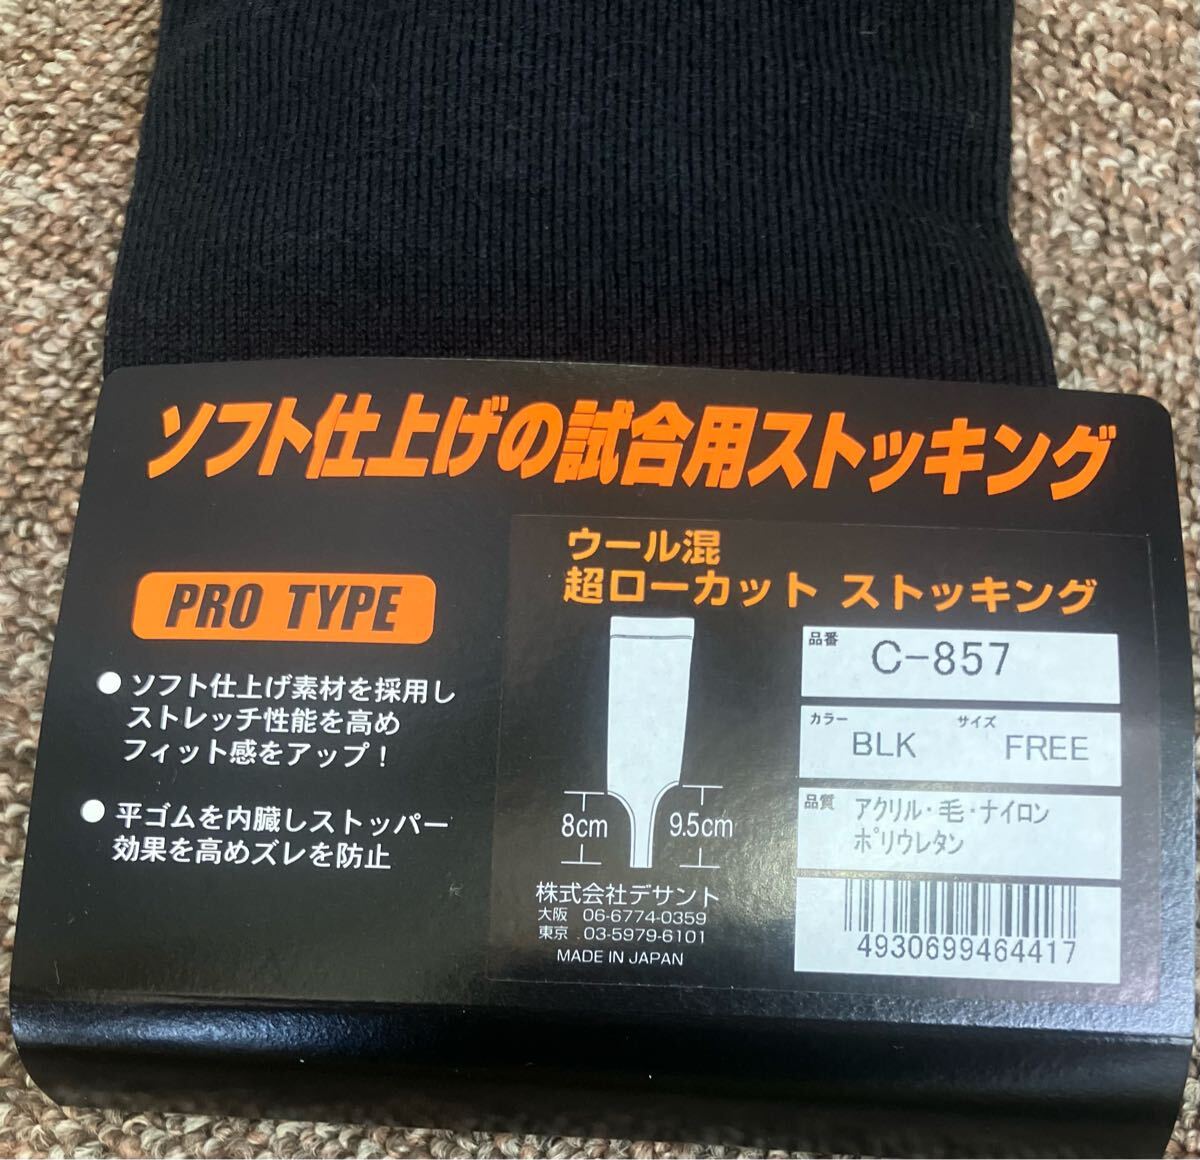 ソフト仕上げの試合用ストッキング
PRO TYPE
●ソフト仕上げ素材を採用し
ストレッチ性能を高め
フィット感をアップ！
●平ゴムを内臓しストッパー
効果を高めズレを防止
ウール混
超ローカット ストッキング
8cm 9.5cm
株式会社デサント
大阪 06-6774-0359
東京 03-5979-6101
MADE IN JAPAN
品番 C-857
カラー BLK サイズ FREE
品質 アクリル・毛・ナイロン
ポリウレタン
4930699464417